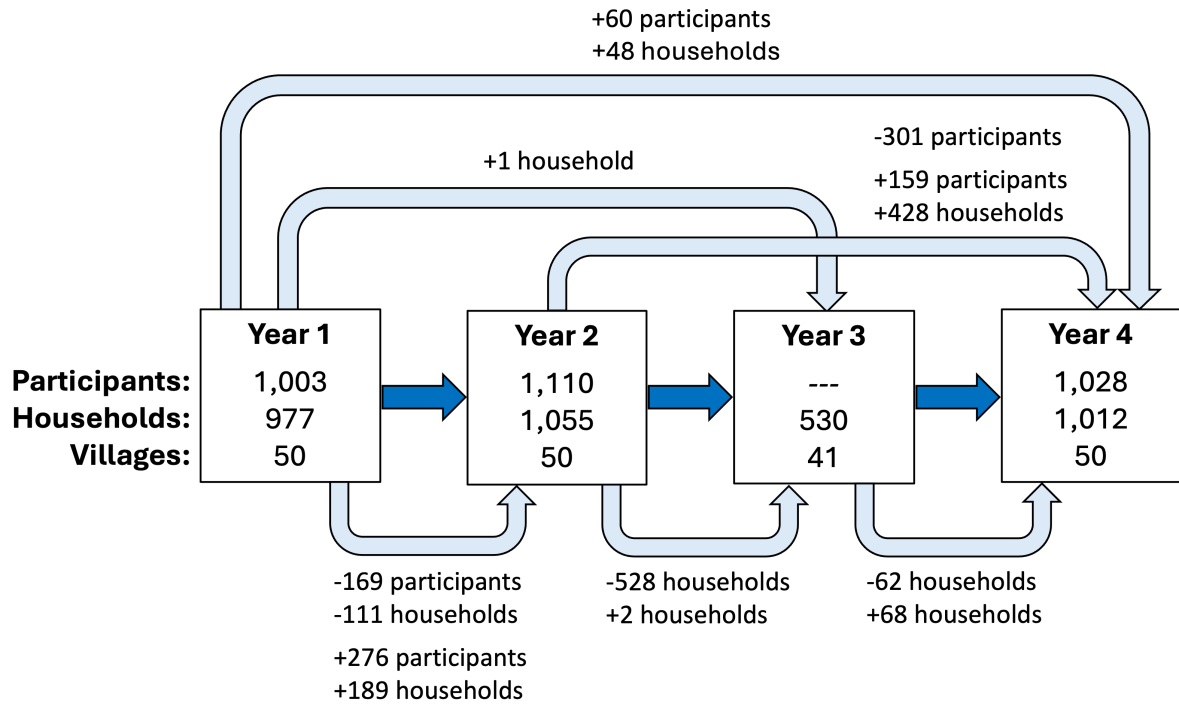 +60 participants
+48 households
-301 participants
+159 participants
+428 households
+1 household
Year 1
Year 2
Year 3
Year 4
Participants: 1,003 1,110 --- 1,028
Households: 977 1,055 530 1,012
Villages: 50 50 41 50
-169 participants
-111 households
+276 participants
+189 households
-528 households
+2 households
-62 households
+68 households